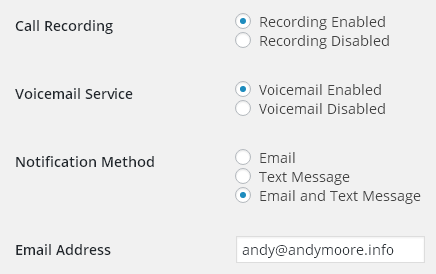 Call Recording
Recording Enabled
Recording Disabled
Voicemail Service
Voicemail Enabled
Voicemail Disabled
Notification Method
Email
Text Message
Email and Text Message
Email Address
andy@andymoore.info